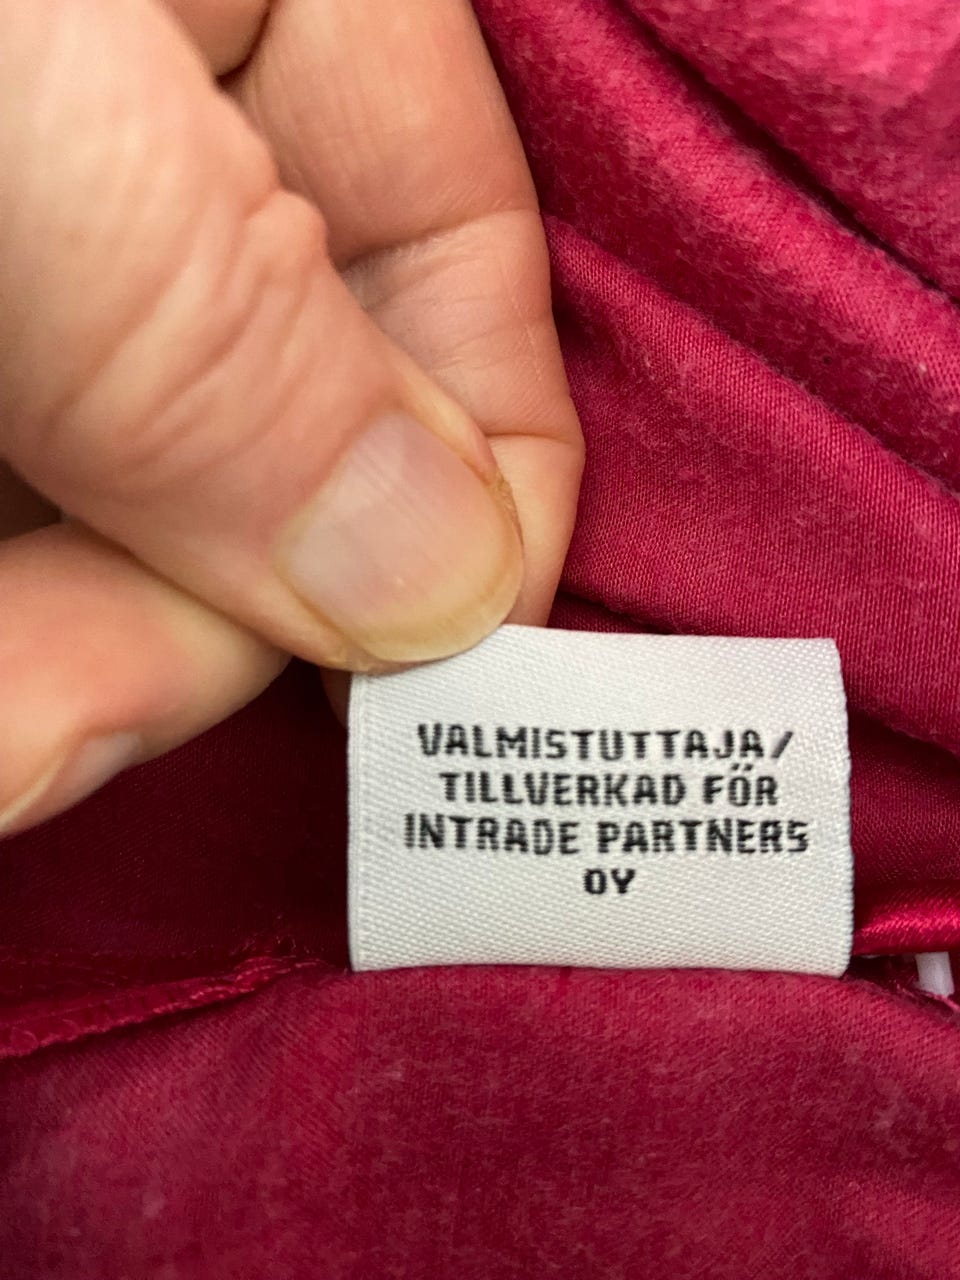 VALMISTUTTAJA/
TILLVERKAD FÖR
INTRADE PARTNERS
OY